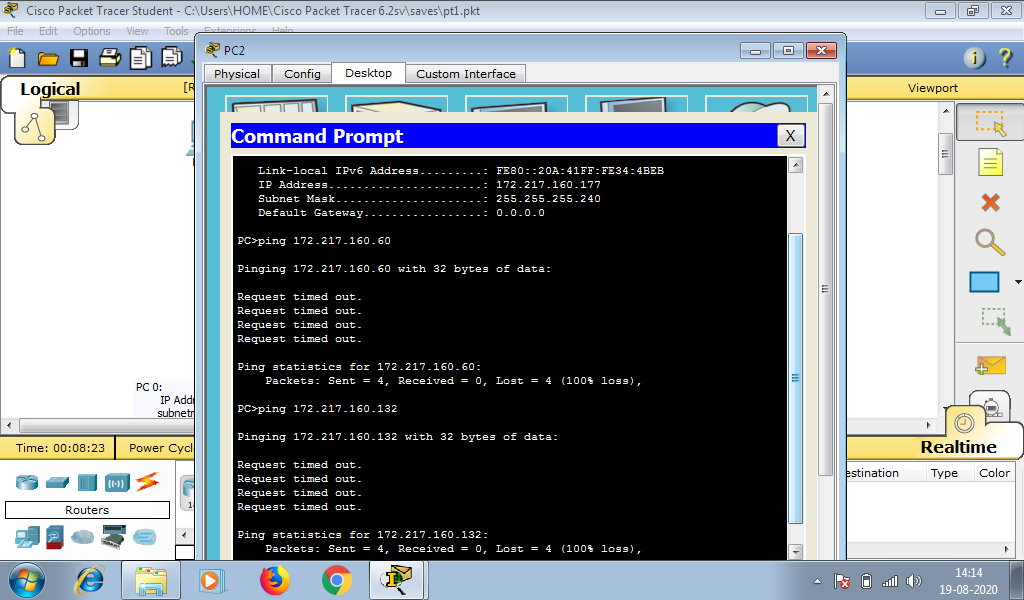 Cisco Packet Tracer Student - C:\Users\HOME\Cisco Packet Tracer 6.2sv\saves\pt1.pkt
File Edit Options View Tools Extensions Help
PC2
Physical Config Desktop Custom Interface
Logical
[R
Viewport
Command Prompt
X
Link-local IPv6 Address.........: FE80::20A:41FF:FE34:4BEB
IP Address......................: 172.217.160.177
Subnet Mask.....................: 255.255.255.240
Default Gateway.................: 0.0.0.0
PC>ping 172.217.160.60
Pinging 172.217.160.60 with 32 bytes of data:
Request timed out.
Request timed out.
Request timed out.
Request timed out.
Ping statistics for 172.217.160.60:
Packets: Sent = 4, Received = 0, Lost = 4 (100% loss),
PC>ping 172.217.160.132
Pinging 172.217.160.132 with 32 bytes of data:
Request timed out.
Request timed out.
Request timed out.
Request timed out.
Ping statistics for 172.217.160.132:
Packets: Sent = 4, Received = 0, Lost = 4 (100% loss),
PC 0:
IP Addr
subnetm
Time: 00:08:23
Power Cycl
Realtime
Routers
estination Type Color
14:14
19-08-2020